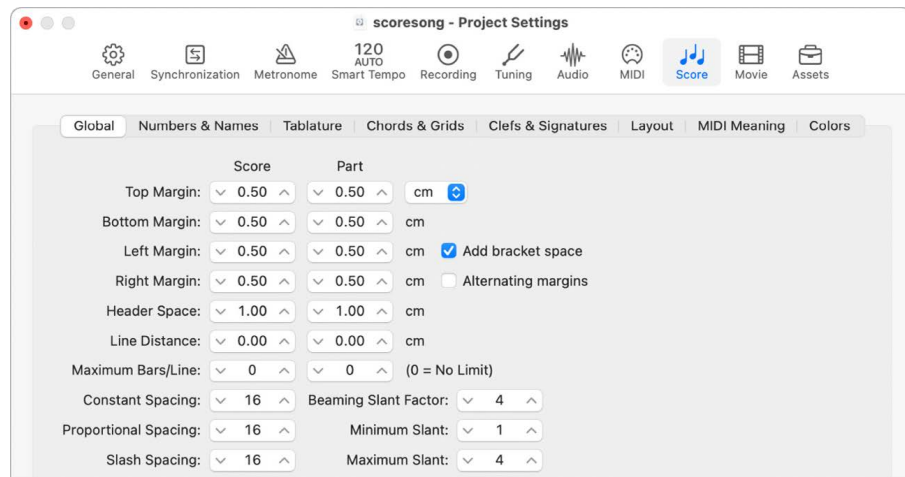 scoresong - Project Settings
120
AUTO
General Synchronization Metronome Smart Tempo Recording Tuning Audio MIDI Score Movie Assets
Global Numbers & Names Tablature Chords & Grids Clefs & Signatures Layout MIDI Meaning Colors
Score Part
Top Margin: 0.50 0.50 cm
Bottom Margin: 0.50 0.50 cm
Left Margin: 0.50 0.50 cm Add bracket space
Right Margin: 0.50 0.50 cm Alternating margins
Header Space: 1.00 1.00 cm
Line Distance: 0.00 0.00 cm
Maximum Bars/Line: 0 0 (0 = No Limit)
Constant Spacing: 16 Beaming Slant Factor: 4
Proportional Spacing: 16 Minimum Slant: 1
Slash Spacing: 16 Maximum Slant: 4